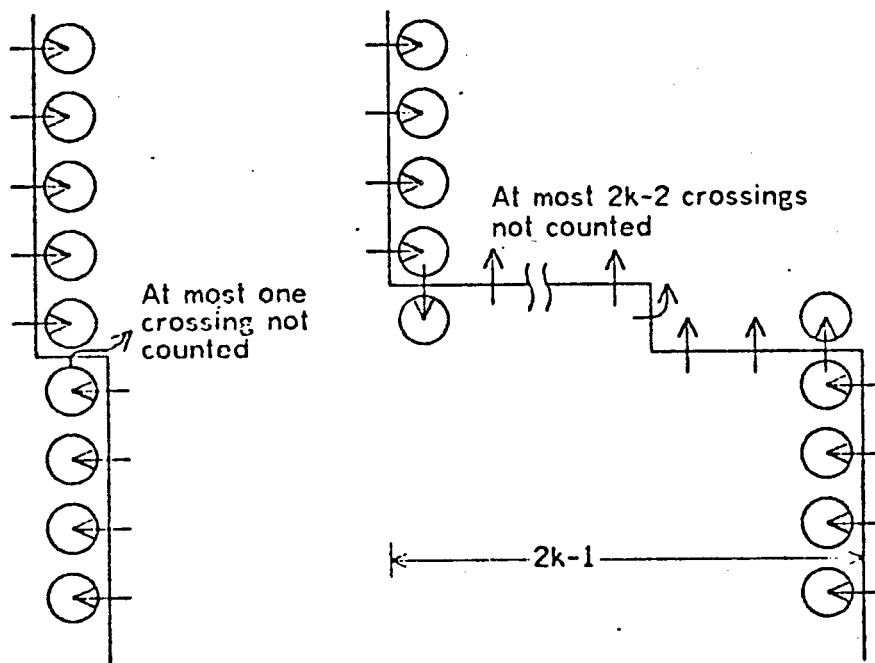 At most 2k-2 crossings
not counted
At most one
crossing not
counted
2k-1